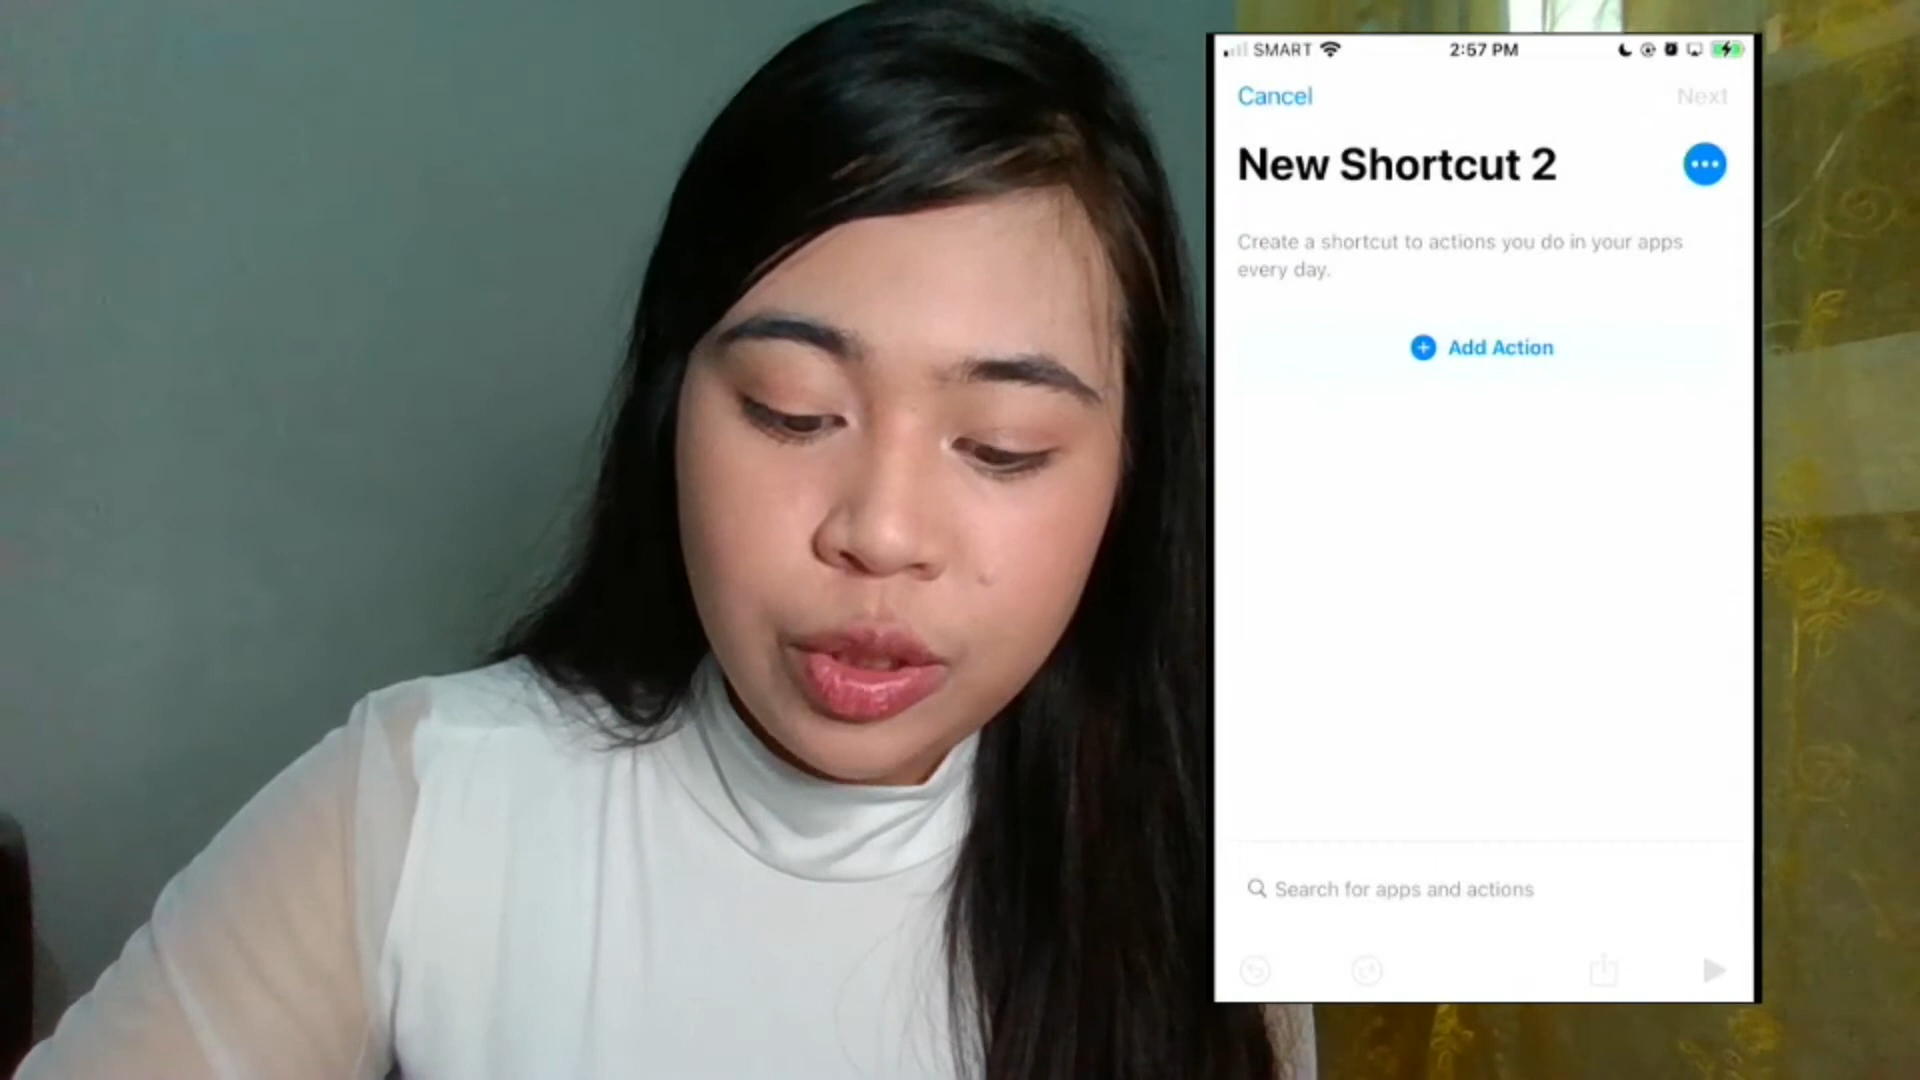 SMART 2:57 PM
Cancel Next
New Shortcut 2
Create a shortcut to actions you do in your apps
every day.
Add Action
Search for apps and actions